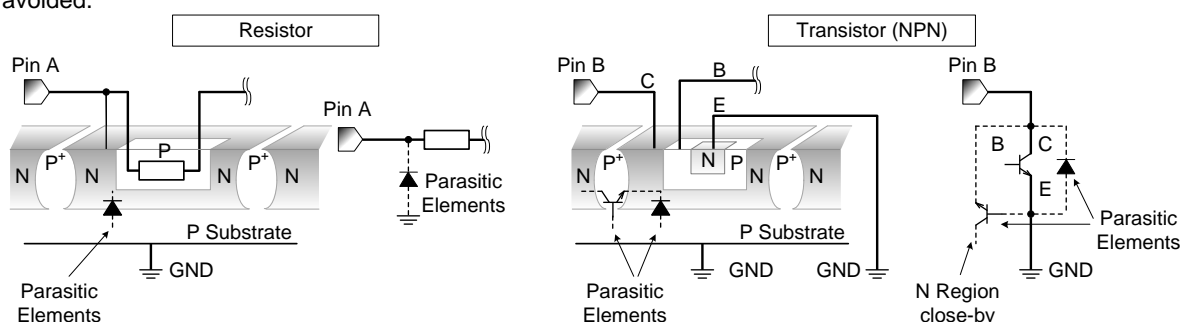 avoided.
Resistor
Transistor (NPN)
Pin A
Pin A
P
N P+ N P+ N
Parasitic
Elements
P Substrate
GND
Parasitic
Elements
Pin B
C
B
E
N P+ N P N P+ N
P Substrate
GND
GND
Parasitic
Elements
Pin B
B C
E
Parasitic
Elements
GND
N Region
close-by